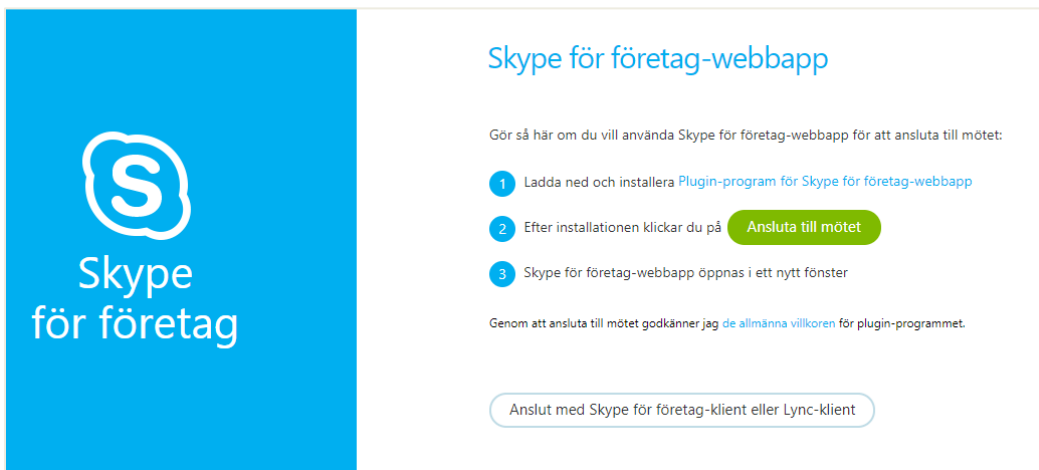 Skype för företag-webbapp
Gör så här om du vill använda Skype för företag-webbapp för att ansluta till mötet:
1 Ladda ned och installera Plugin-program för Skype för företag-webbapp
2 Efter installationen klickar du på Ansluta till mötet
3 Skype för företag-webbapp öppnas i ett nytt fönster
Genom att ansluta till mötet godkänner jag de allmänna villkoren för plugin-programmet.
Anslut med Skype för företag-klient eller Lync-klient
S
Skype
för företag